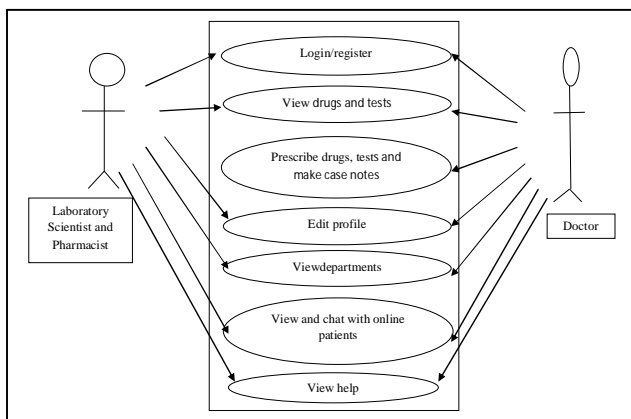 Login/register
View drugs and tests
Prescribe drugs, tests and
make case notes
Edit profile
Viewdepartments
View and chat with online
patients
View help
Laboratory
Scientist and
Pharmacist
Doctor